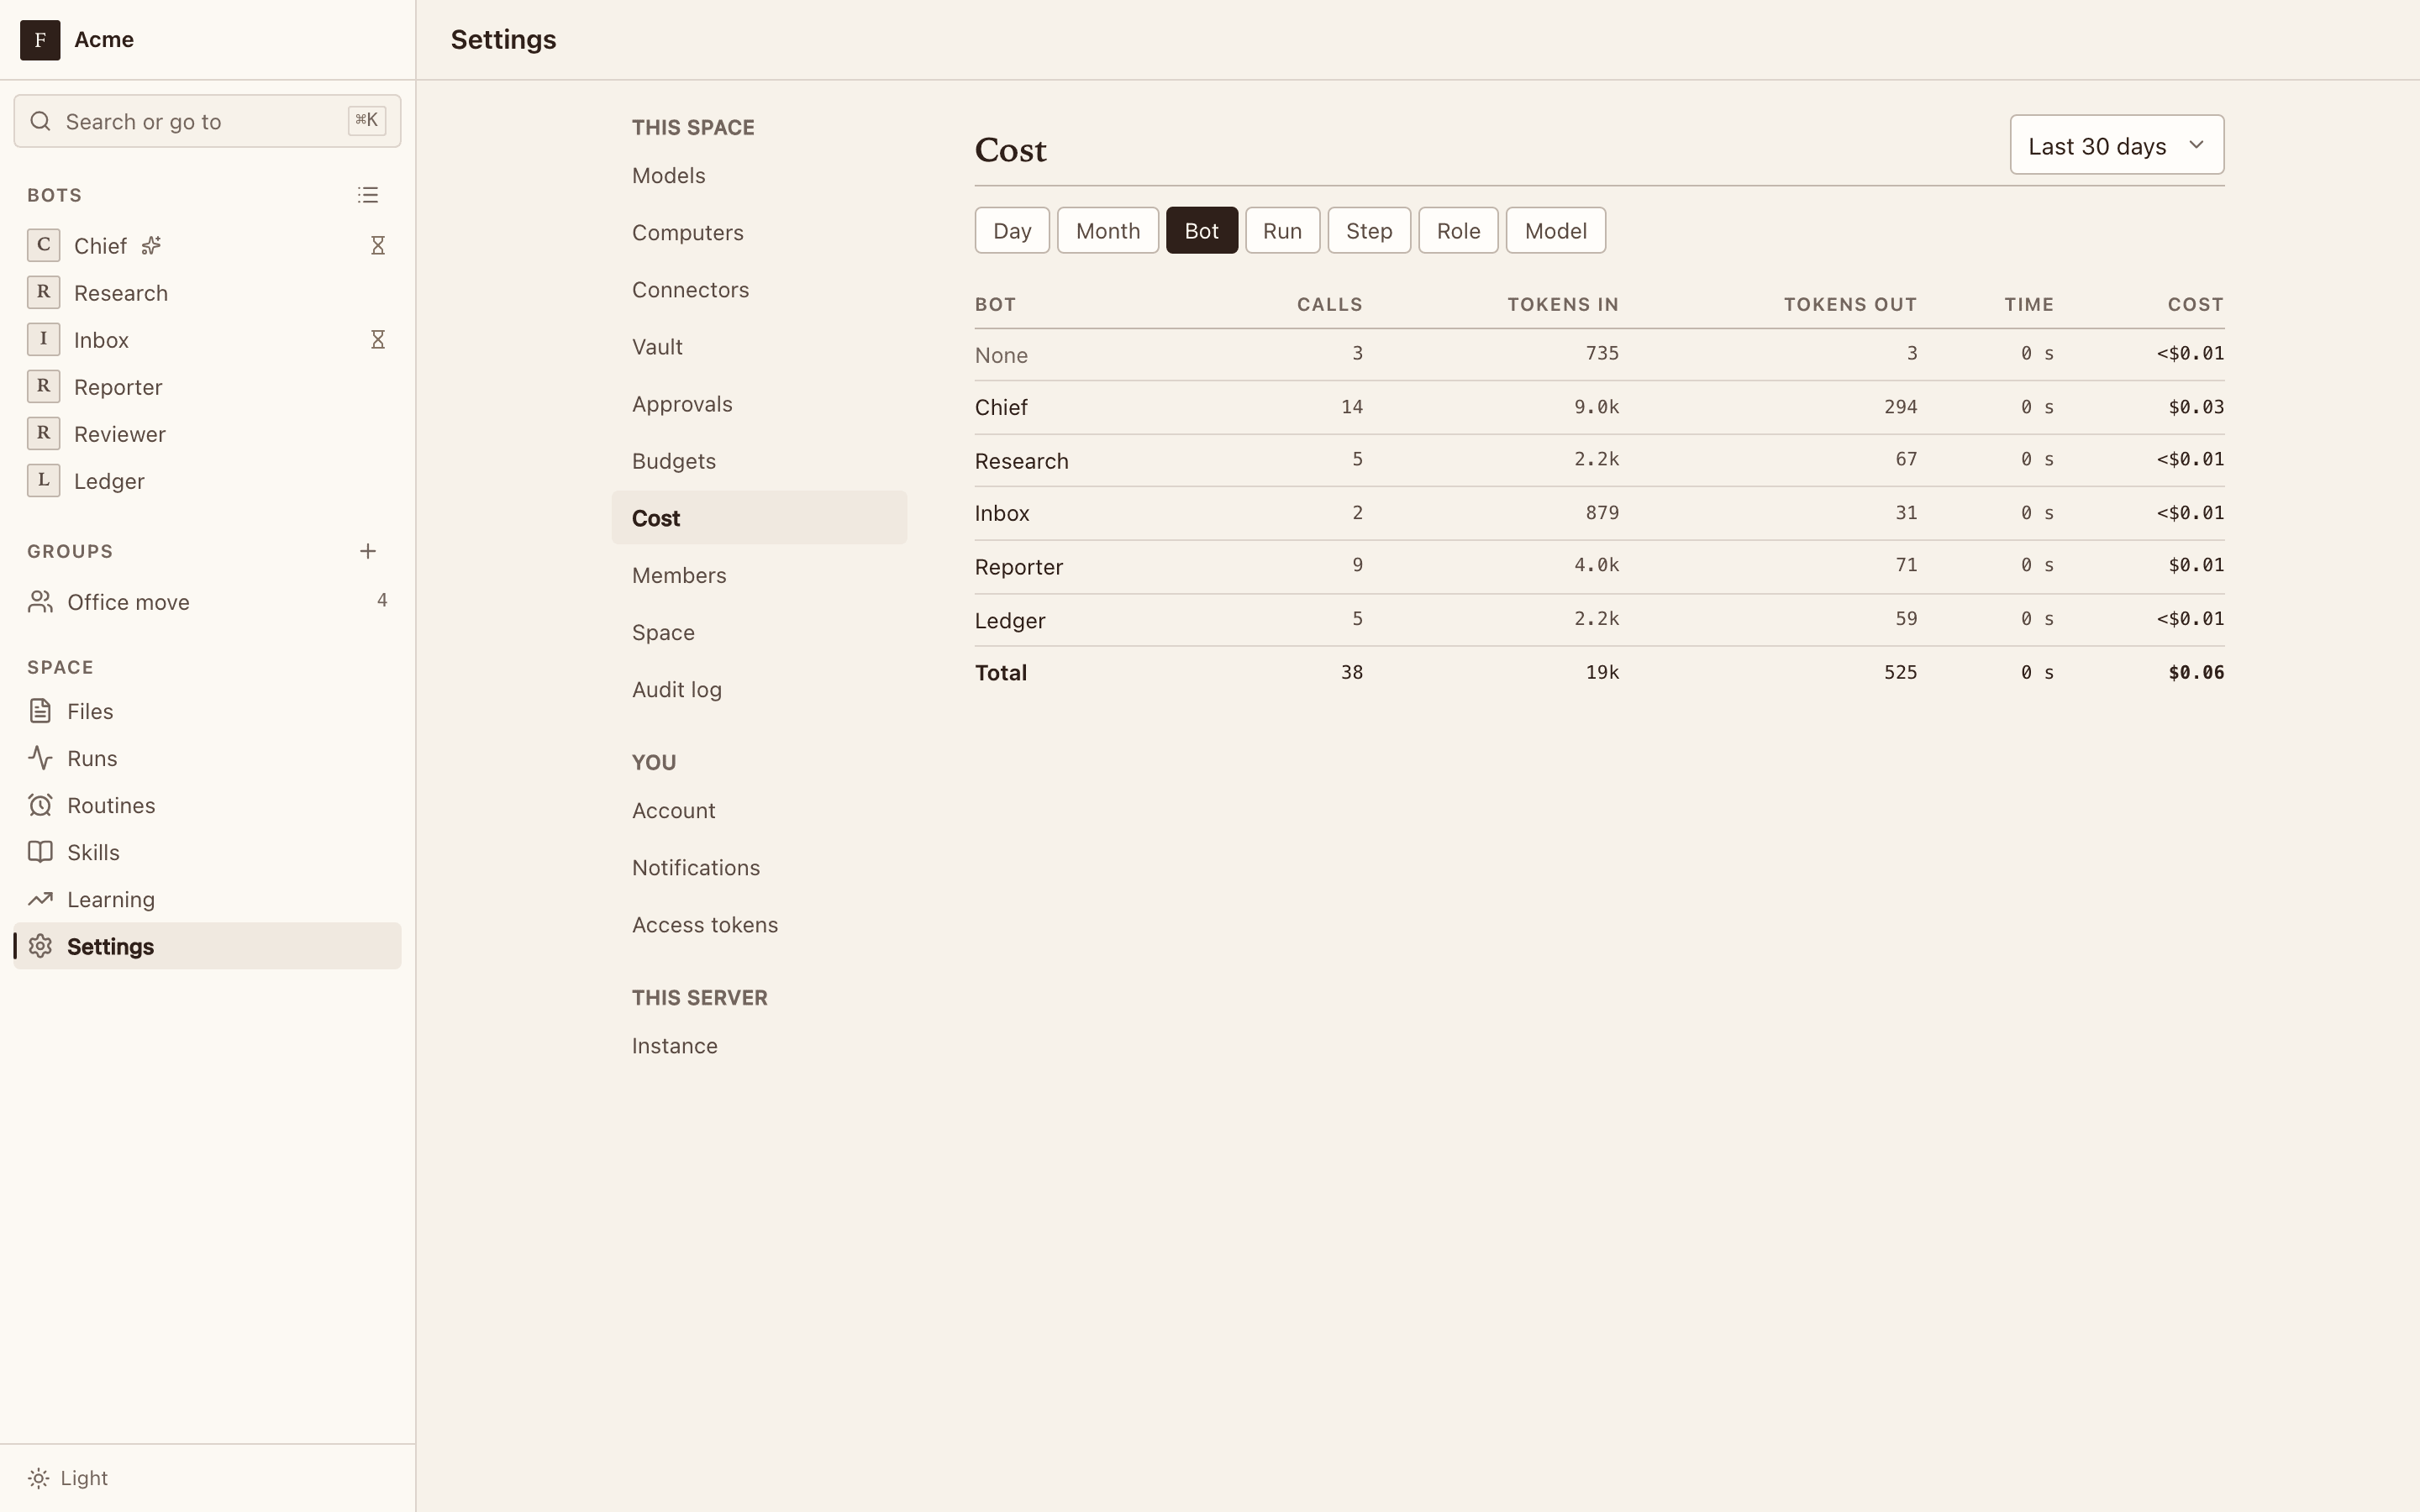 F Acme
Settings
Search or go to ⌘K
BOTS
C Chief
R Research
I Inbox
R Reporter
R Reviewer
L Ledger
GROUPS
Office move 4
SPACE
Files
Runs
Routines
Skills
Learning
Settings
Light
THIS SPACE
Models
Computers
Connectors
Vault
Approvals
Budgets
Cost
Members
Space
Audit log
YOU
Account
Notifications
Access tokens
THIS SERVER
Instance
Cost
Last 30 days
Day Month Bot Run Step Role Model
BOT CALLS TOKENS IN TOKENS OUT TIME COST
None 3 735 3 0 s <$0.01
Chief 14 9.0k 294 0 s $0.03
Research 5 2.2k 67 0 s <$0.01
Inbox 2 879 31 0 s <$0.01
Reporter 9 4.0k 71 0 s $0.01
Ledger 5 2.2k 59 0 s <$0.01
Total 38 19k 525 0 s $0.06